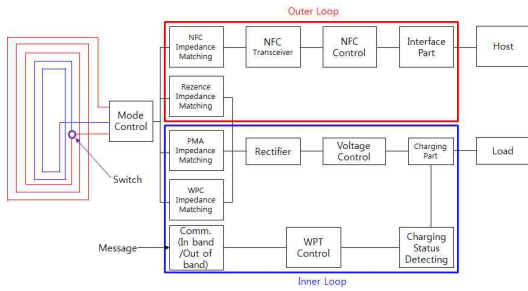 Outer Loop
NFC
Impedance
Matching
NFC
Transceiver
NFC
Control
Interface
Part
Host
Rezence
Impedance
Matching
Mode
Control
PMA
Impedance
Matching
Rectifier
Voltage
Control
Charging
Part
Load
Switch
WPC
Impedance
Matching
Message
Comm.
(In band
/Out of
band)
WPT
Control
Charging
Status
Detecting
Inner Loop